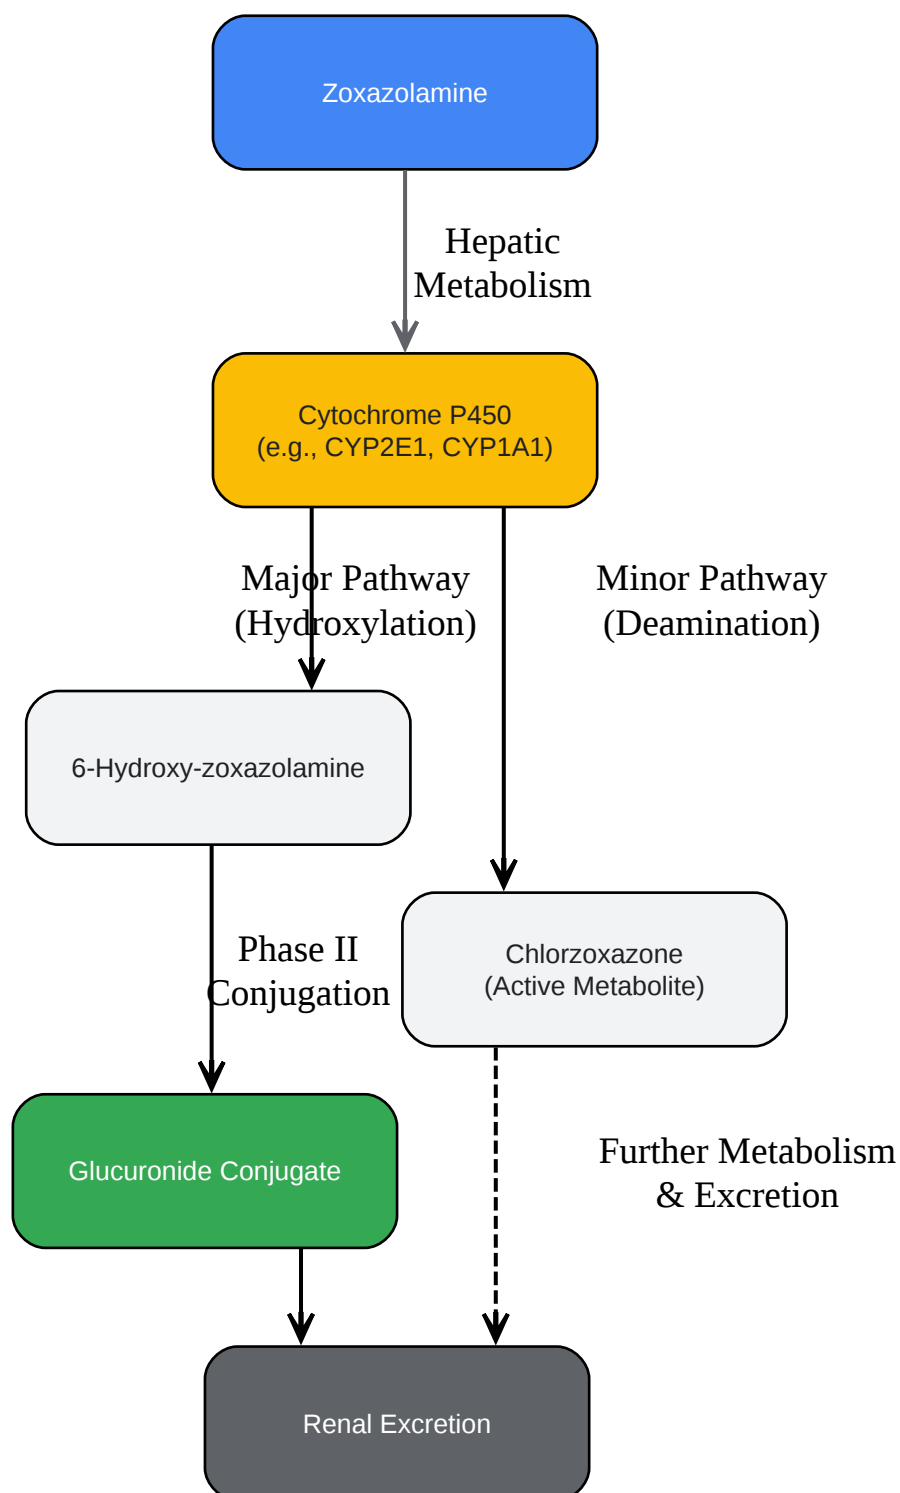 Zoxazolamine
Hepatic
Metabolism
Cytochrome P450
(e.g., CYP2E1, CYP1A1)
Major Pathway
(Hydroxylation)
Minor Pathway
(Deamination)
6-Hydroxy-zoxazolamine
Phase II
Conjugation
Chlorzoxazone
(Active Metabolite)
Glucuronide Conjugate
Further Metabolism
& Excretion
Renal Excretion